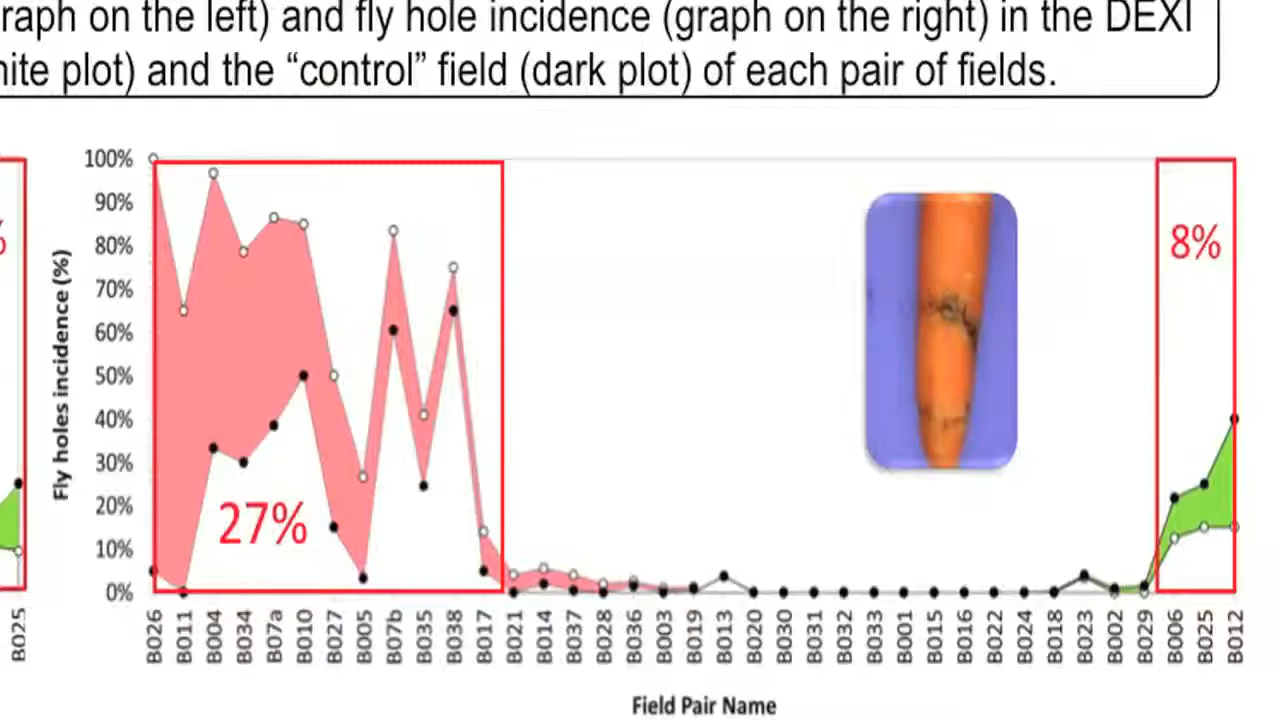 raph on the left) and fly hole incidence (graph on the right) in the DEXI
ite plot) and the “control” field (dark plot) of each pair of fields.
100%
90%
80%
70%
60%
50%
40%
30%
20%
10%
0%
Fly holes incidence (%)
%
27%
8%
B025
B026
B011
B004
B034
B07a
B010
B027
B005
B07b
B035
B038
B017
B021
B014
B037
B028
B036
B003
B019
B013
B020
B030
B031
B032
B033
B001
B015
B016
B022
B024
B018
B023
B002
B029
B006
B025
B012
Field Pair Name